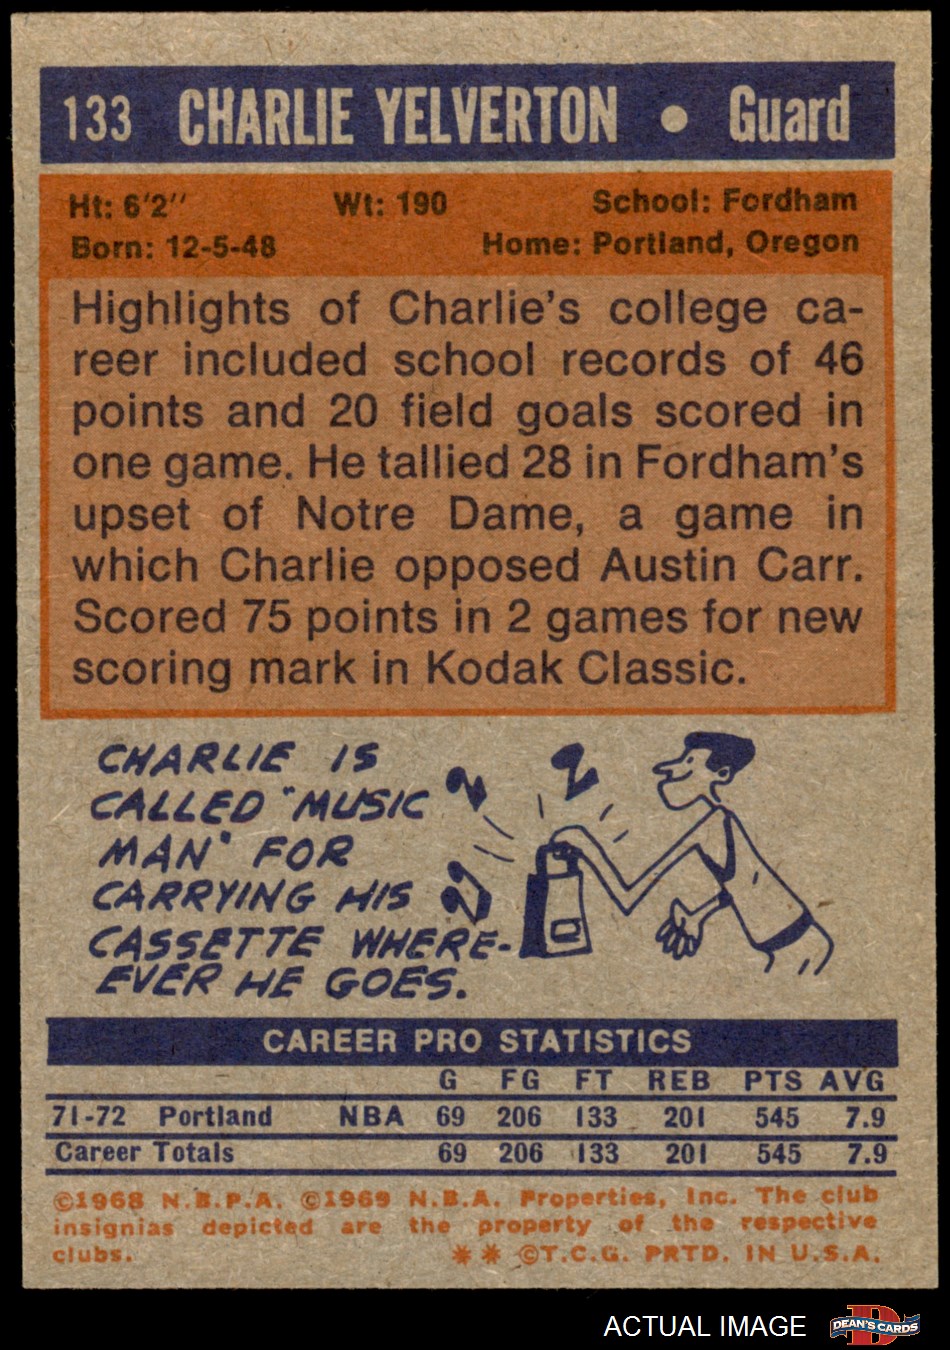 133 CHARLIE YELVERTON • Guard
Ht: 6'2" Wt: 190 School: Fordham
Born: 12-5-48 Home: Portland, Oregon
Highlights of Charlie's college ca-
reer included school records of 46
points and 20 field goals scored in
one game. He tallied 28 in Fordham's
upset of Notre Dame, a game in
which Charlie opposed Austin Carr.
Scored 75 points in 2 games for new
scoring mark in Kodak Classic.
CHARLIE IS
CALLED "MUSIC
MAN" FOR
CARRYING HIS
CASSETTE WHERE-
EVER HE GOES.
CAREER PRO STATISTICS
G FG FT REB PTS AVG
71-72 Portland NBA 69 206 133 201 545 7.9
Career Totals 69 206 133 201 545 7.9
©1968 N.B.P.A. ©1969 N.B.A. Properties, Inc. The club
insignias depicted are the property of the respective
clubs. ** ©T.C.G. PRTD. IN U.S.A.
ACTUAL IMAGE DEAN'S CARDS